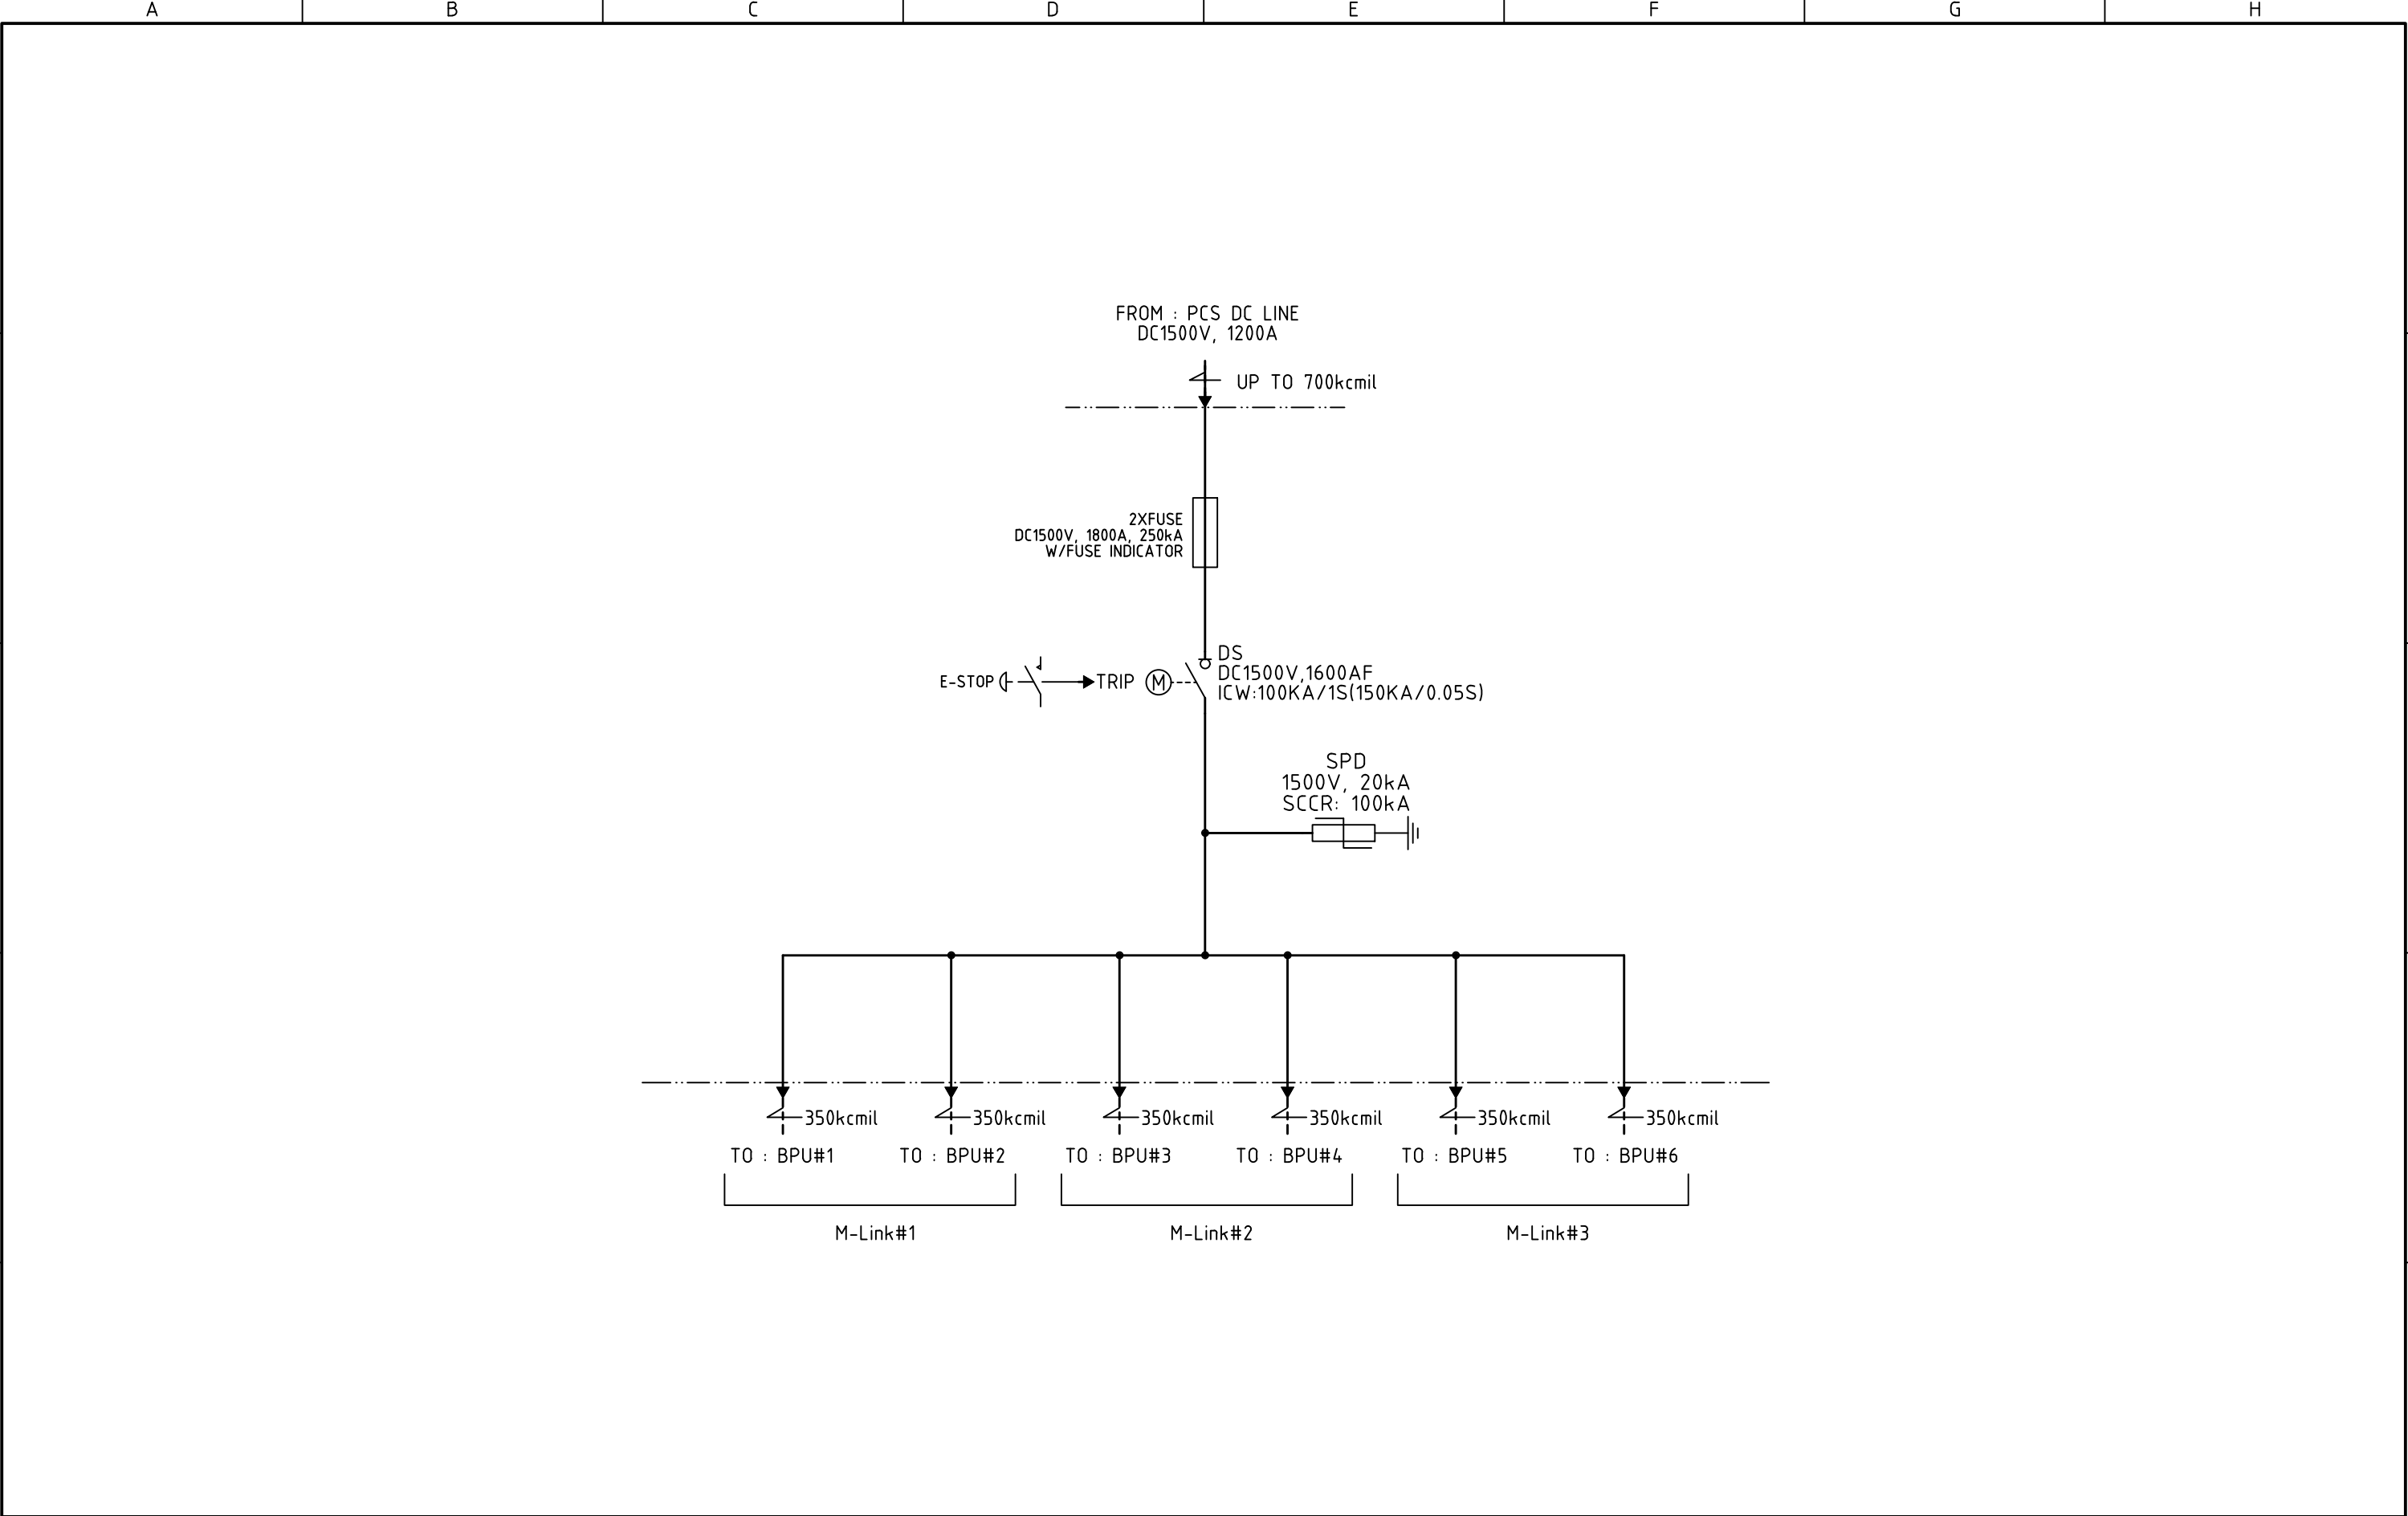 A B C D E F G H
FROM : PCS DC LINE
DC1500V, 1200A
UP TO 700kcmil
2XFUSE
DC1500V, 1800A, 250kA
W/FUSE INDICATOR
DS
DC1500V,1600AF
ICW:100KA/1S(150KA/0.05S)
E-STOP TRIP M
SPD
1500V, 20kA
SCCR: 100kA
350kcmil 350kcmil 350kcmil 350kcmil 350kcmil 350kcmil
TO : BPU#1 TO : BPU#2 TO : BPU#3 TO : BPU#4 TO : BPU#5 TO : BPU#6
M-Link#1 M-Link#2 M-Link#3